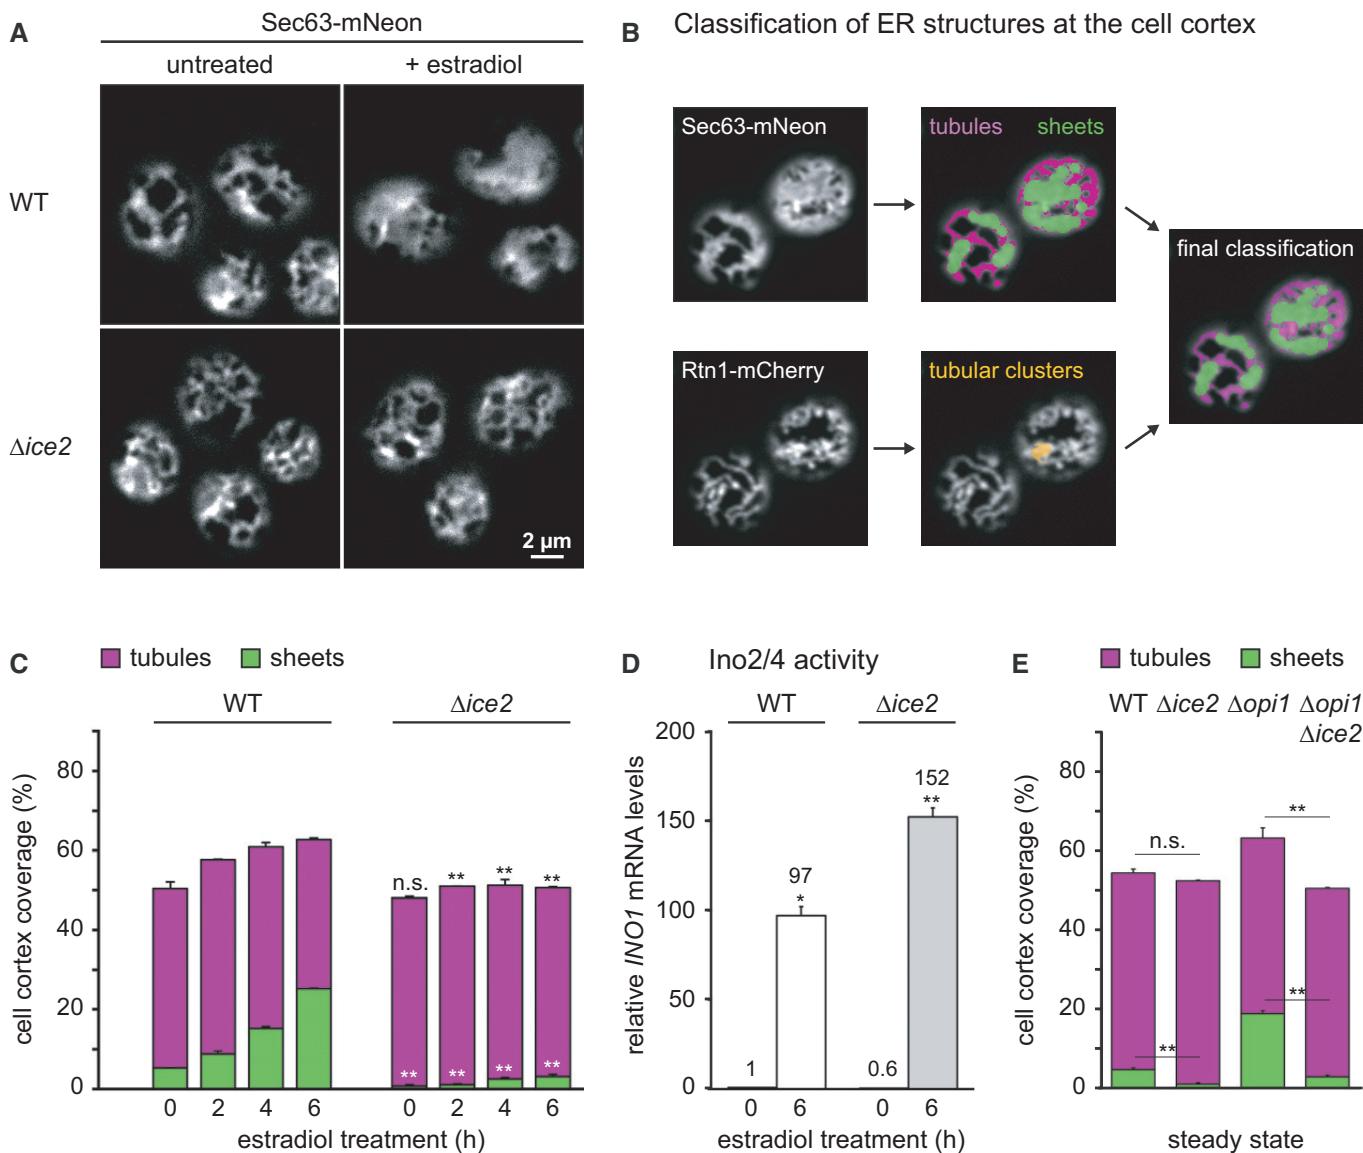 A
Sec63-mNeon
untreated
+ estradiol
WT
Δice2
2 µm
B
Classification of ER structures at the cell cortex
Sec63-mNeon
tubules sheets
final classification
Rtn1-mCherry
tubular clusters
C
tubules sheets
WT Δice2
cell cortex coverage (%)
80
60
40
20
0
n.s. ** ** **
** ** ** **
0 2 4 6 0 2 4 6
estradiol treatment (h)
D
Ino2/4 activity
WT Δice2
relative INO1 mRNA levels
200
150
100
50
0
1
97
*
0.6
152
**
0 6 0 6
estradiol treatment (h)
E
tubules sheets
WT Δice2 Δopi1 Δopi1
Δice2
cell cortex coverage (%)
80
60
40
20
0
n.s.
**
**
**
steady state